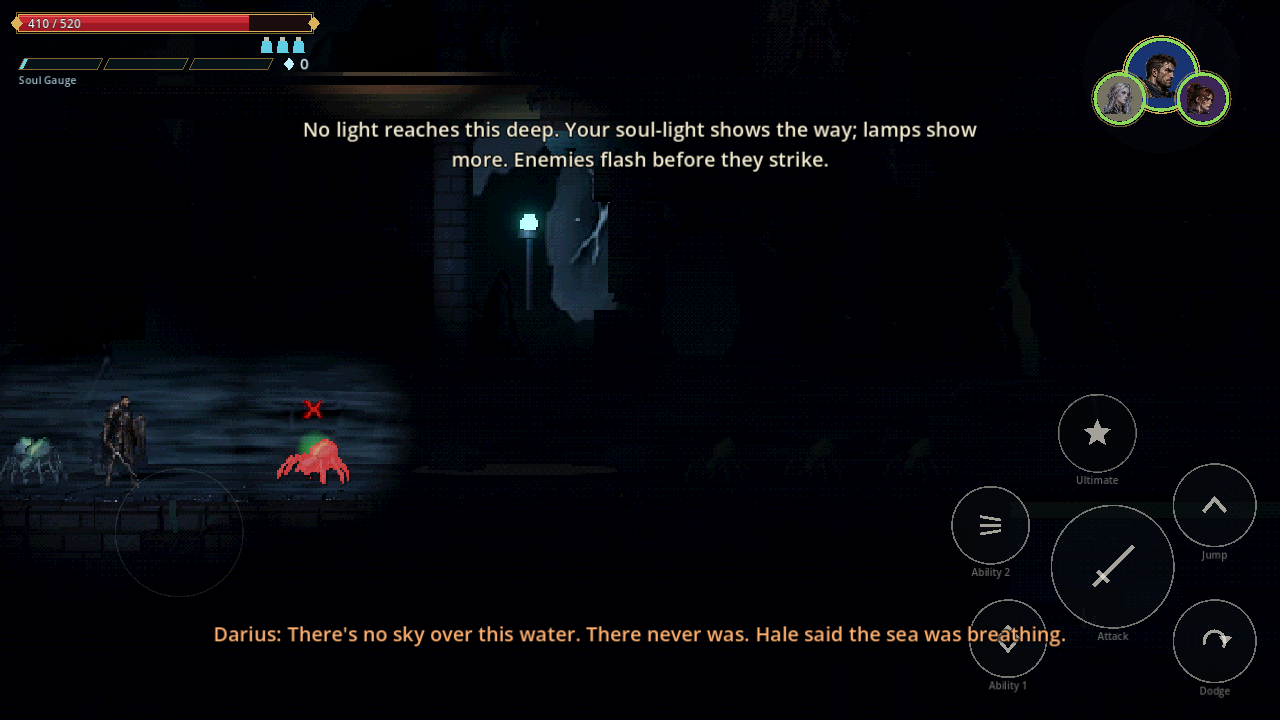 410 / 520
0
Soul Gauge
No light reaches this deep. Your soul-light shows the way; lamps show
more. Enemies flash before they strike.
Ultimate
Jump
Ability 2
Attack
Darius: There's no sky over this water. There never was. Hale said the sea was breathing.
Ability 1
Dodge